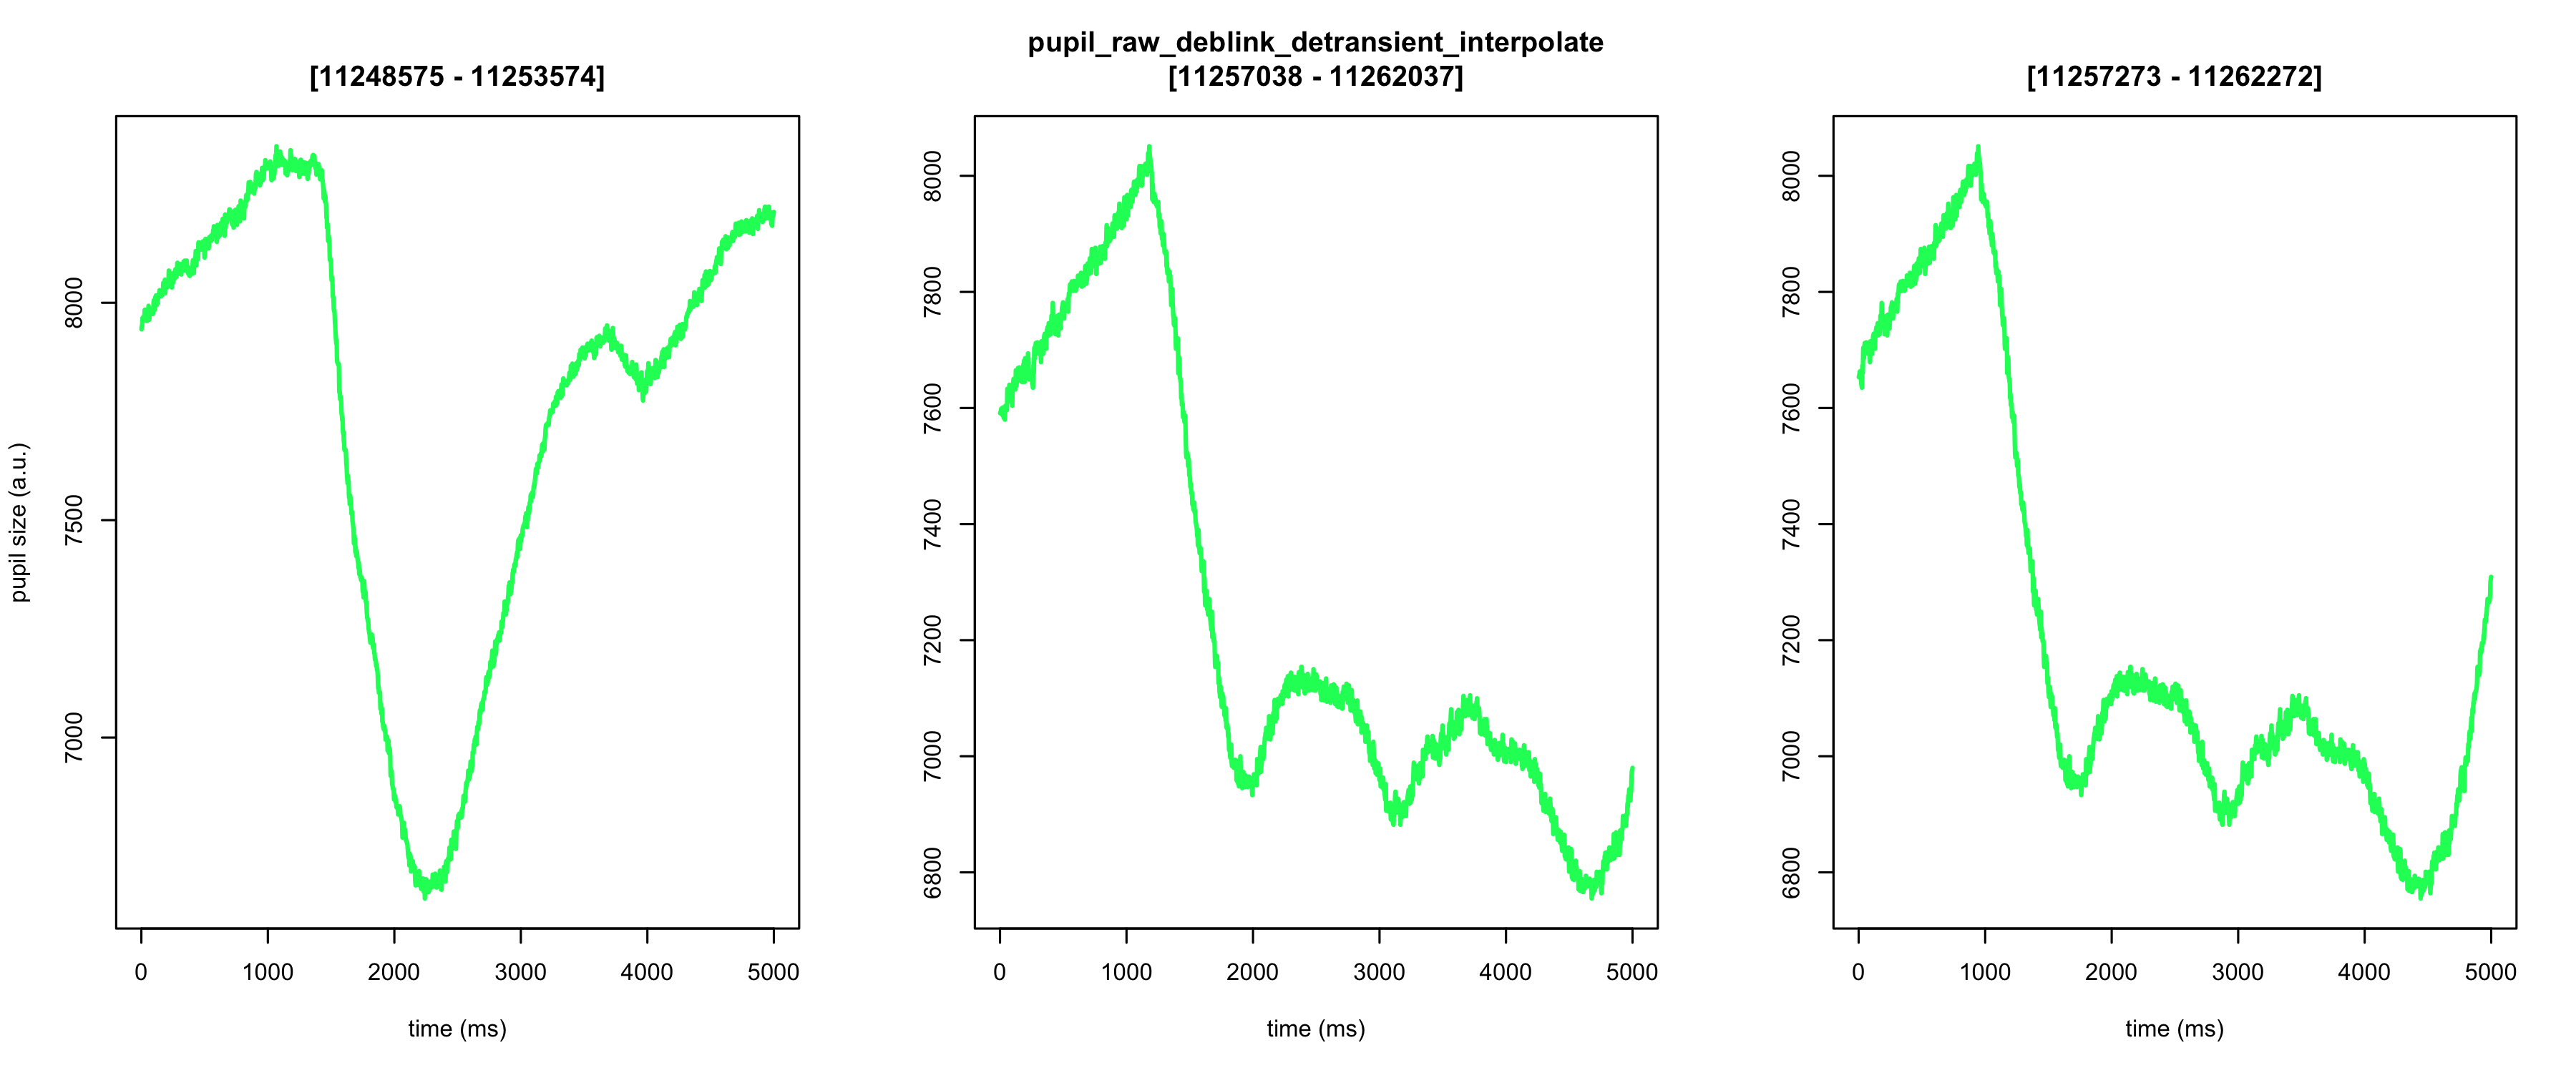 pupil_raw_deblink_detransient_interpolate
[11248575 - 11253574]
[11257038 - 11262037]
[11257273 - 11262272]
pupil size (a.u.)
8000
7500
7000
0 1000 2000 3000 4000 5000
time (ms)
8000
7800
7600
7400
7200
7000
6800
0 1000 2000 3000 4000 5000
time (ms)
8000
7800
7600
7400
7200
7000
6800
0 1000 2000 3000 4000 5000
time (ms)